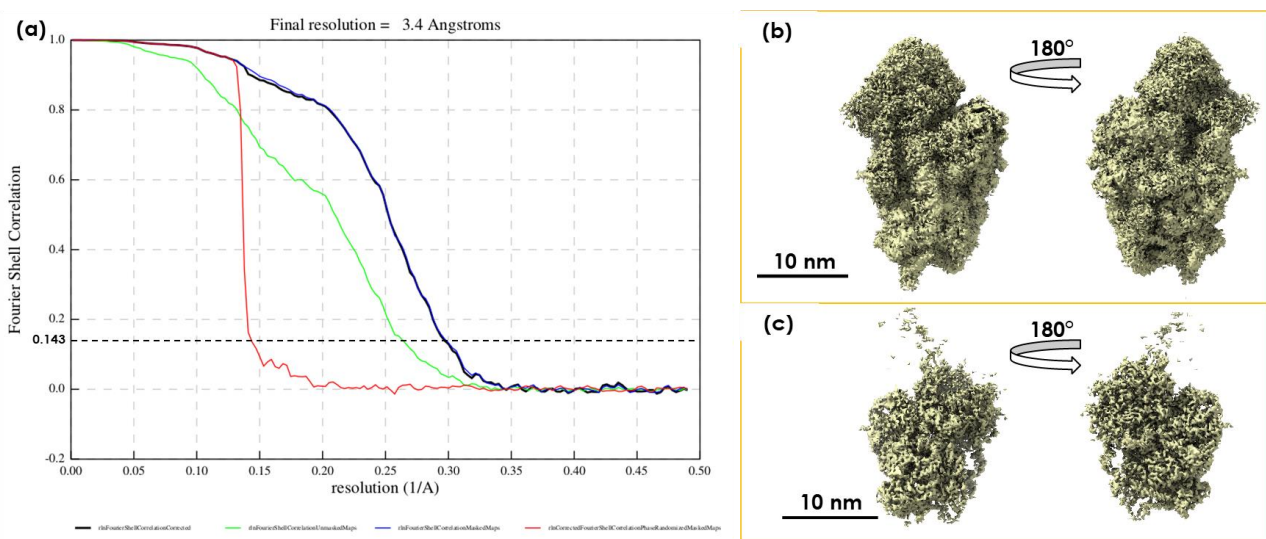 (a)
Final resolution = 3.4 Angstroms
1.0
0.8
0.6
0.4
0.2
0.143
0.0
-0.2
Fourier Shell Correlation
0.00 0.05 0.10 0.15 0.20 0.25 0.30 0.35 0.40 0.45 0.50
resolution (1/A)
rlnFourierShellCorrelationCorrected rlnFourierShellCorrelationUnmaskedMaps rlnFourierShellCorrelationMaskedMaps rlnCorrectedFourierShellCorrelationPhaseRandomizedMaskedMaps
(b)
180°
10 nm
(c)
180°
10 nm